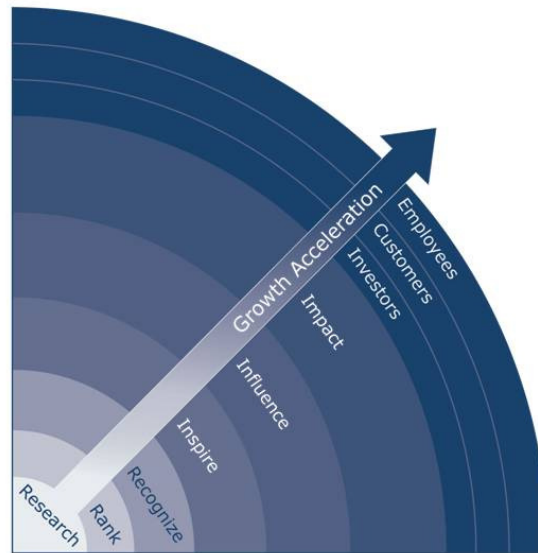 Employees
Customers
Investors
Growth Acceleration
Impact
Influence
Inspire
Recognize
Rank
Research